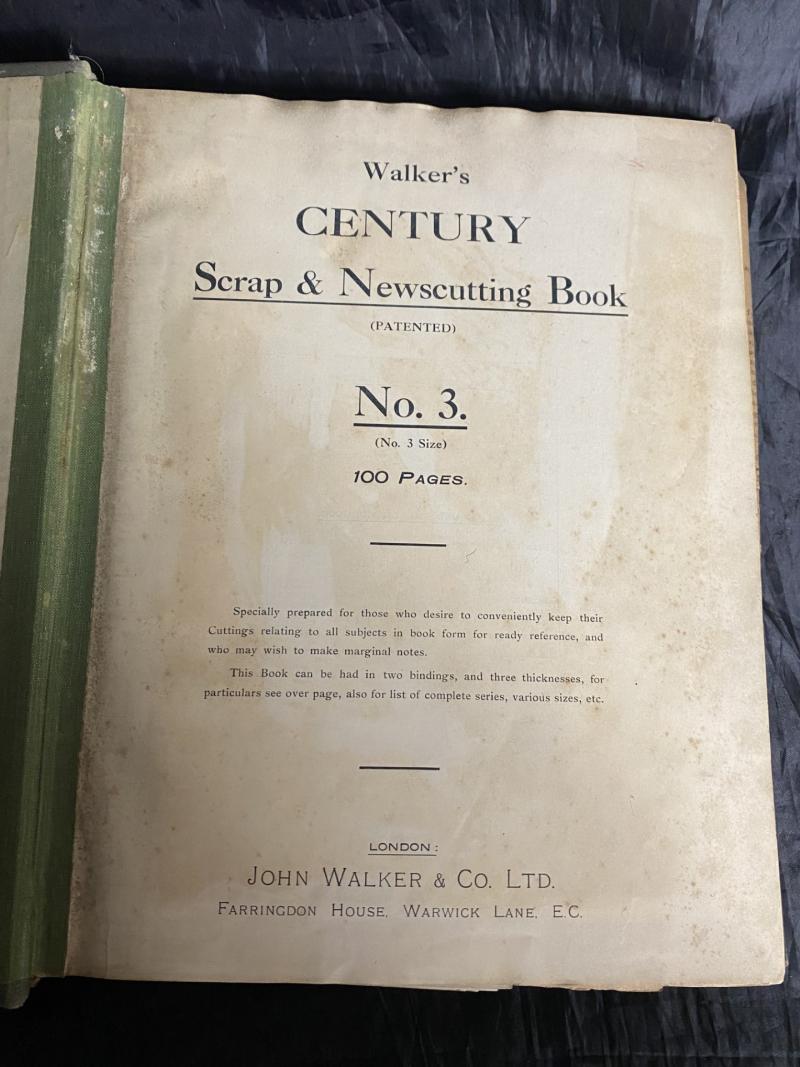 Walker's
CENTURY
Scrap & Newscutting Book
(PATENTED)
No. 3.
(No. 3 Size)
100 PAGES.
Specially prepared for those who desire to conveniently keep their
Cuttings relating to all subjects in book form for ready reference, and
who may wish to make marginal notes.
This Book can be had in two bindings, and three thicknesses, for
particulars see over page, also for list of complete series, various sizes, etc.
LONDON:
JOHN WALKER & CO. LTD.
FARRINGDON HOUSE, WARWICK LANE, E.C.